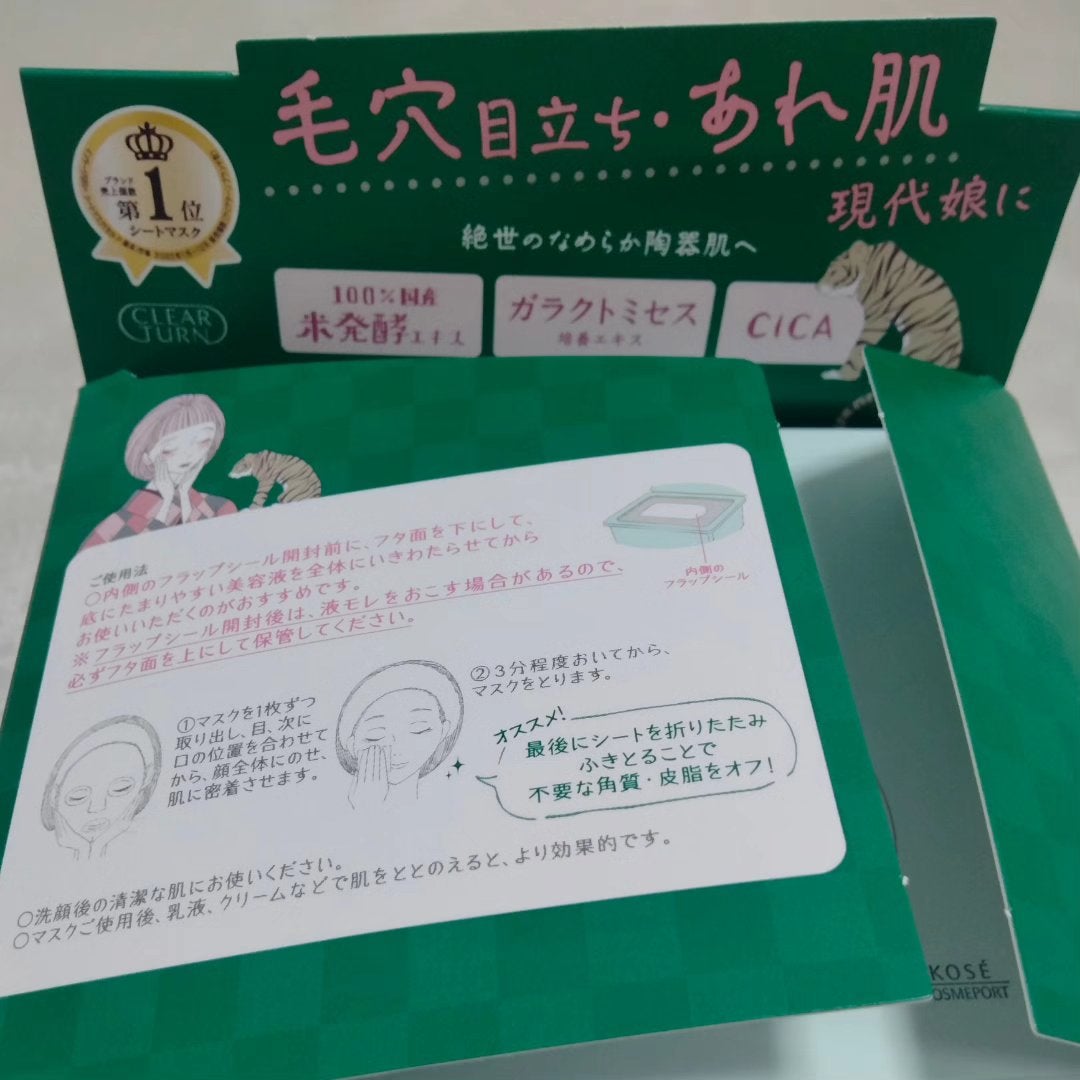 毛穴目立ち・あれ肌
現代娘に
絶世のなめらか陶器肌へ
ブランド
売上個数
第1位
シートマスク
CLEAR
TURN
100%国産
米発酵エキス
ガラクトミセス
培養エキス
CICA
ご使用法
○内側のフラップシール開封前に、フタ面を下にして、
底にたまりやすい美容液を全体にいきわたらせてから
お使いいただくのがおすすめです。
※フラップシール開封後は、液モレをおこす場合があるので、
必ずフタ面を上にして保管してください。
内側の
フラップシール
①マスクを1枚ずつ
取り出し、目、次に
口の位置を合わせて
から、顔全体にのせ、
肌に密着させます。
②3分程度おいてから、
マスクをとります。
オススメ!
最後にシートを折りたたみ
ふきとることで
不要な角質・皮脂をオフ!
○洗顔後の清潔な肌にお使いください。
○マスクご使用後、乳液、クリームなどで肌をととのえると、より効果的です。
KOSÉ
OSMEPORT